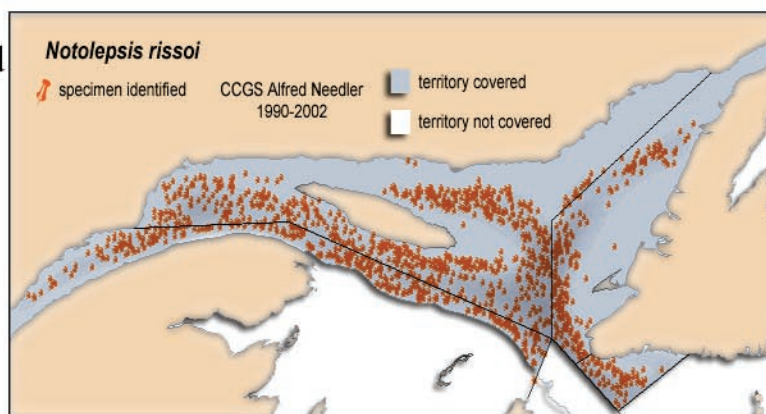 Notolepsis rissoi
specimen identified
CCGS Alfred Needler
1990-2002
territory covered
territory not covered